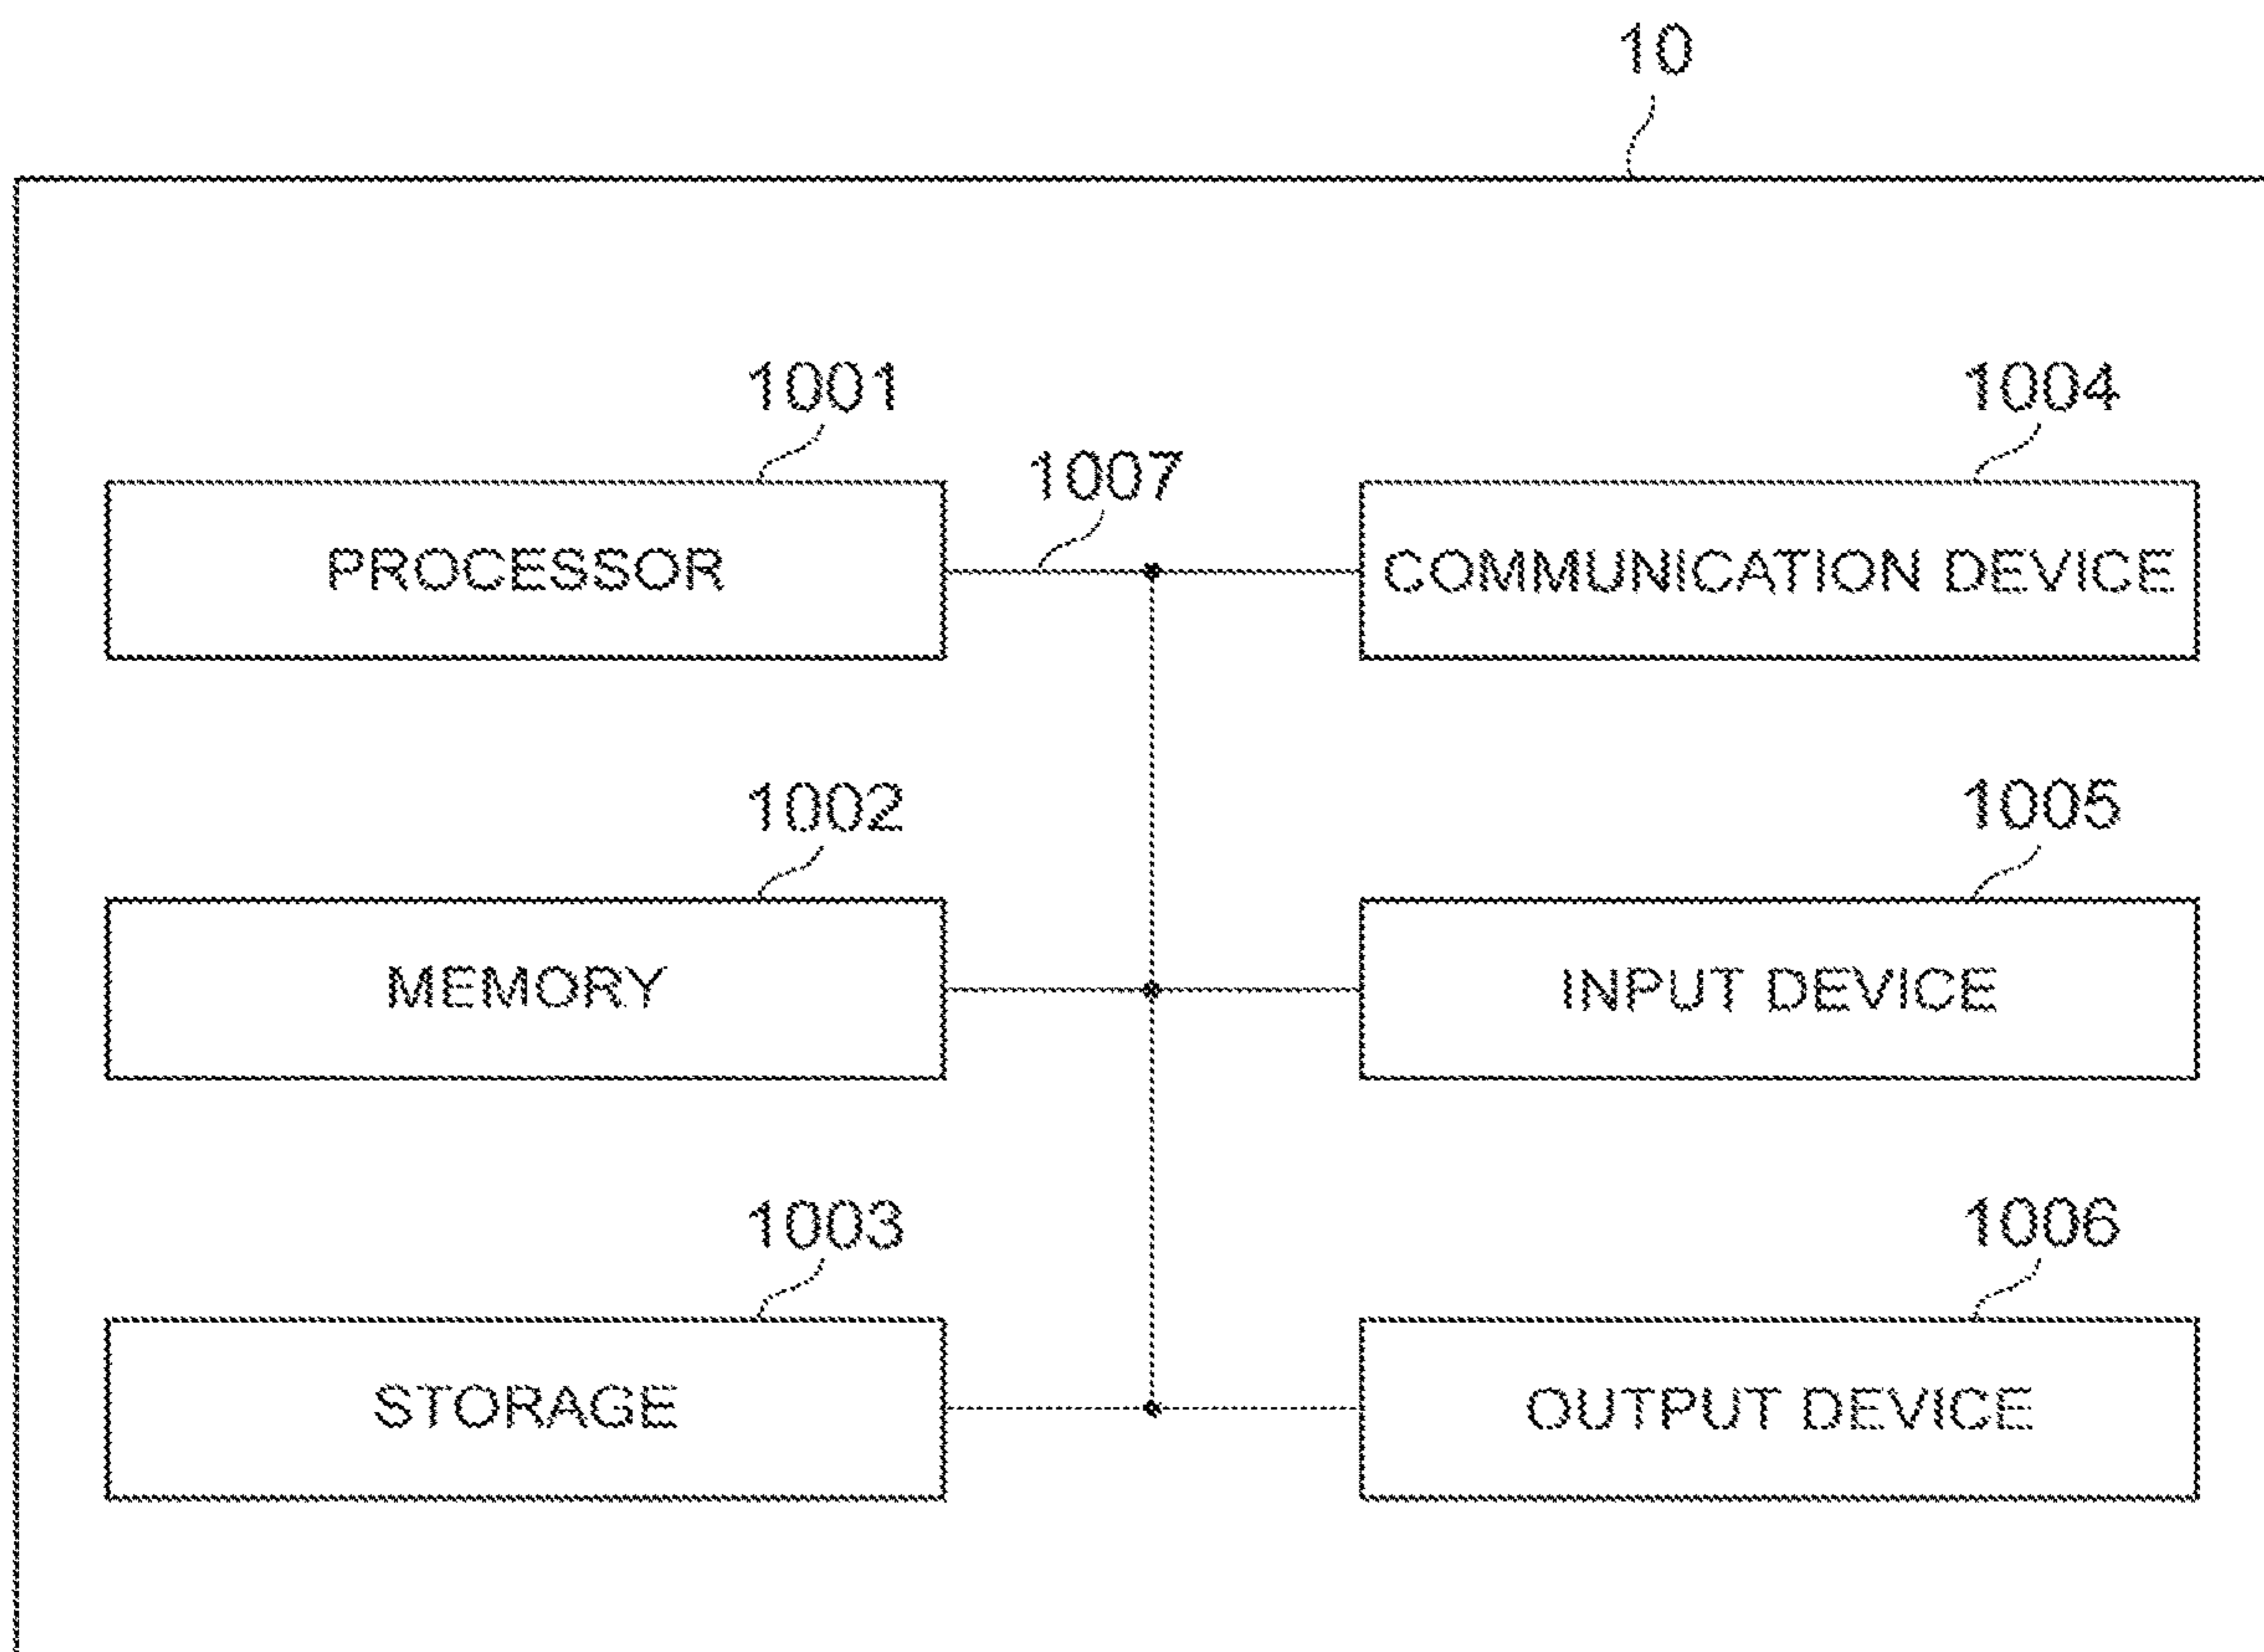 10
1001
1004
1007
PROCESSOR
COMMUNICATION DEVICE
1002
1005
MEMORY
INPUT DEVICE
1003
1006
STORAGE
OUTPUT DEVICE